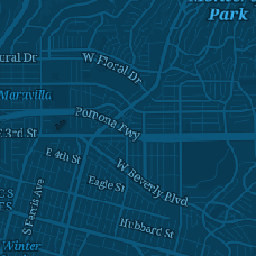 Park
W Floral Dr
Dr
Maravilla
Pomona Fwy
E 3rd St
E 4th St
W Beverly Blvd
Eagle St
S Ferris Ave
Hubbard St
Winter